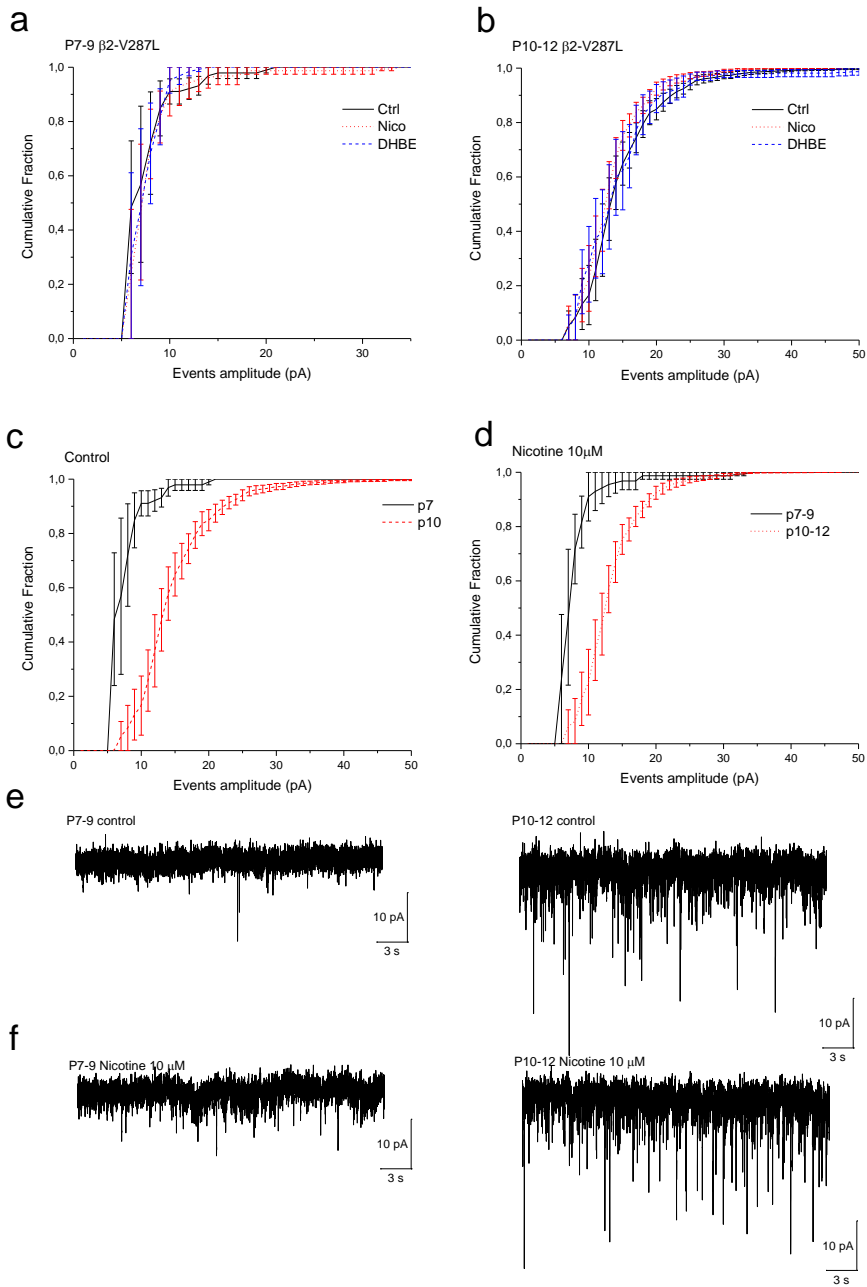 a
P7-9 β2-V287L
1,0
0,8
0,6
0,4
0,2
0,0
Cumulative Fraction
0
10
20
30
Events amplitude (pA)
Ctrl
Nico
DHBE
b
P10-12 β2-V287L
1,0
0,8
0,6
0,4
0,2
0,0
Cumulative Fraction
0
10
20
30
40
50
Events amplitude (pA)
Ctrl
Nico
DHBE
c
Control
1,0
0,8
0,6
0,4
0,2
0,0
Cumulative Fraction
0
10
20
30
40
50
Events amplitude (pA)
p7
p10
d
Nicotine 10μM
1,0
0,8
0,6
0,4
0,2
0,0
Cumulative Fraction
0
10
20
30
40
50
Events amplitude (pA)
p7-9
p10-12
e
P7-9 control
10 pA
3 s
P10-12 control
10 pA
3 s
f
P7-9 Nicotine 10 μM
10 pA
3 s
P10-12 Nicotine 10 μM
10 pA
3 s